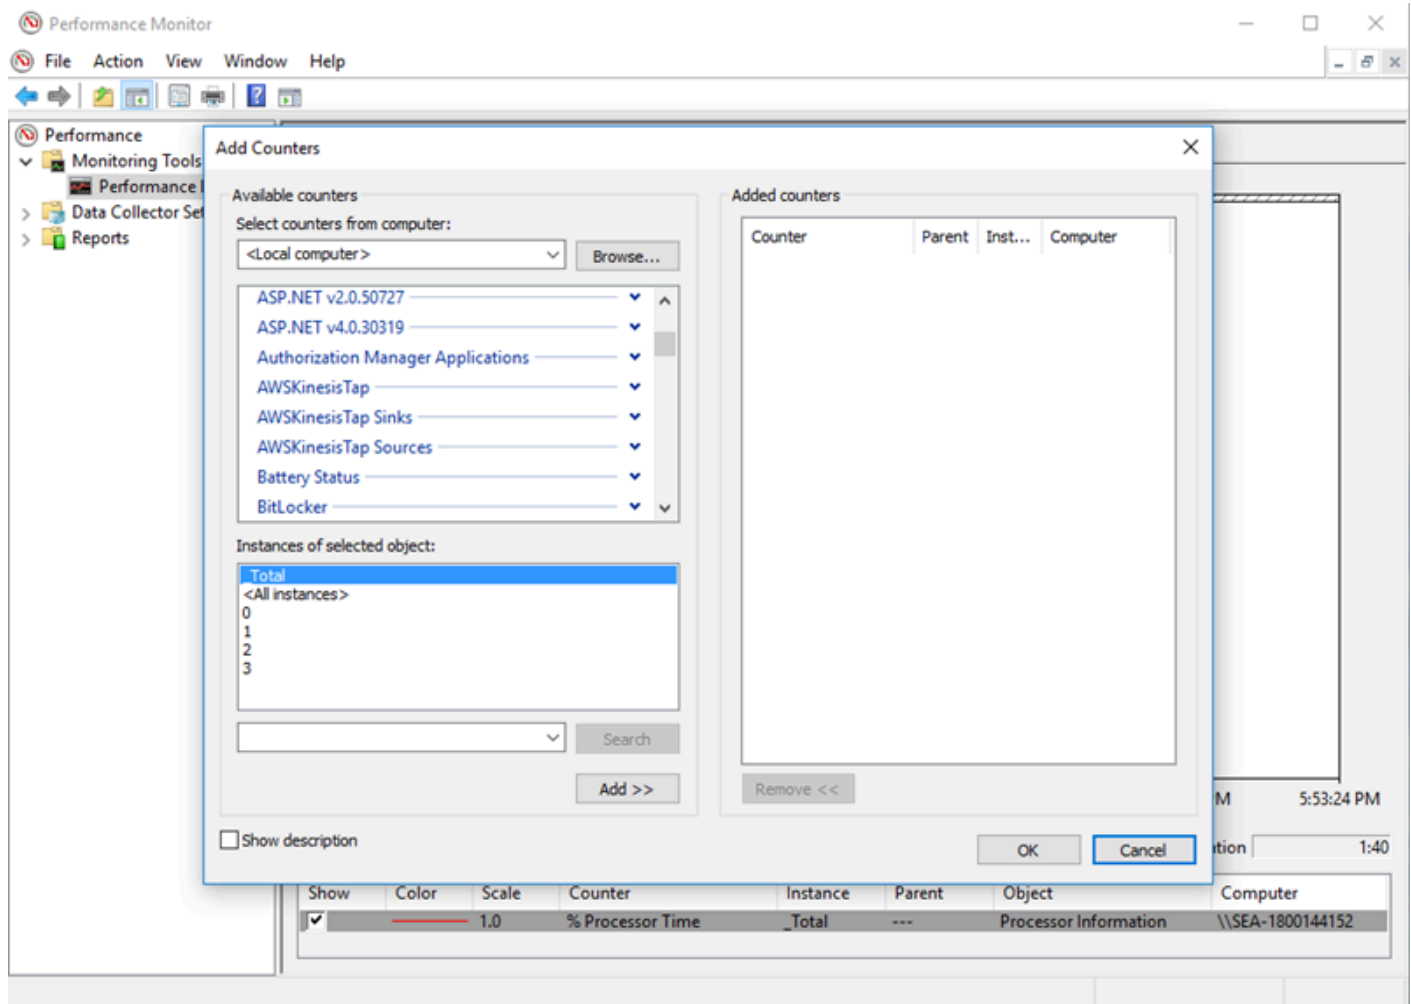 Performance Monitor
File Action View Window Help
Performance
Monitoring Tools
Performance
Data Collector Set
Reports
Add Counters
Available counters
Select counters from computer:
<Local computer>
Browse...
ASP.NET v2.0.50727
ASP.NET v4.0.30319
Authorization Manager Applications
AWSKinesisTap
AWSKinesisTap Sinks
AWSKinesisTap Sources
Battery Status
BitLocker
Instances of selected object:
_Total
<All instances>
0
1
2
3
Search
Add >>
Show description
Added counters
Counter Parent Inst... Computer
Remove <<
OK Cancel
M 5:53:24 PM
ation 1:40
Show Color Scale Counter Instance Parent Object Computer
1.0 % Processor Time _Total --- Processor Information \\SEA-1800144152